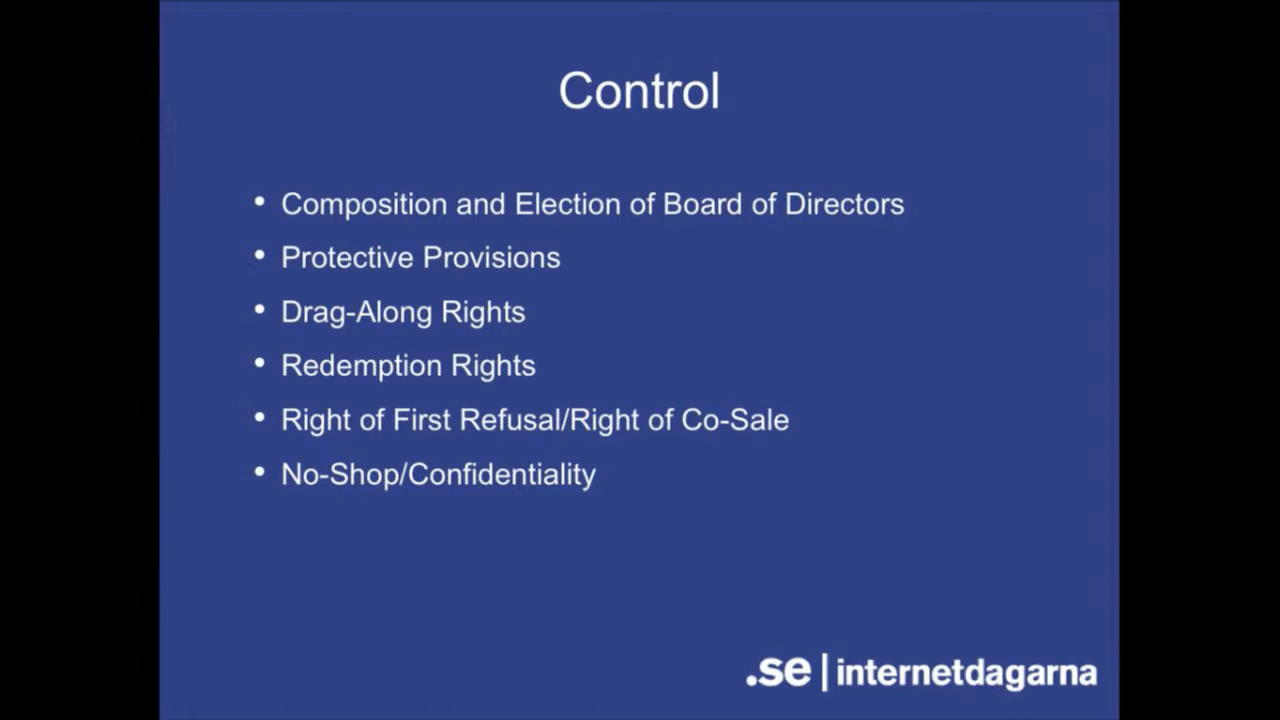 Control
• Composition and Election of Board of Directors
• Protective Provisions
• Drag-Along Rights
• Redemption Rights
• Right of First Refusal/Right of Co-Sale
• No-Shop/Confidentiality
.se | internetdagarna